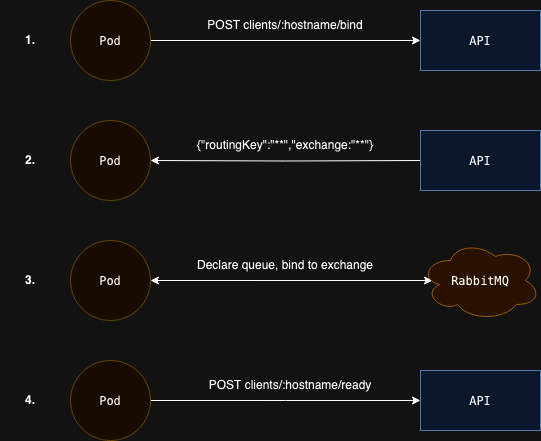 POST clients/:hostname/bind
1. Pod API
{"routingKey":"**","exchange:"**"}
2. Pod API
Declare queue, bind to exchange
3. Pod RabbitMQ
POST clients/:hostname/ready
4. Pod API